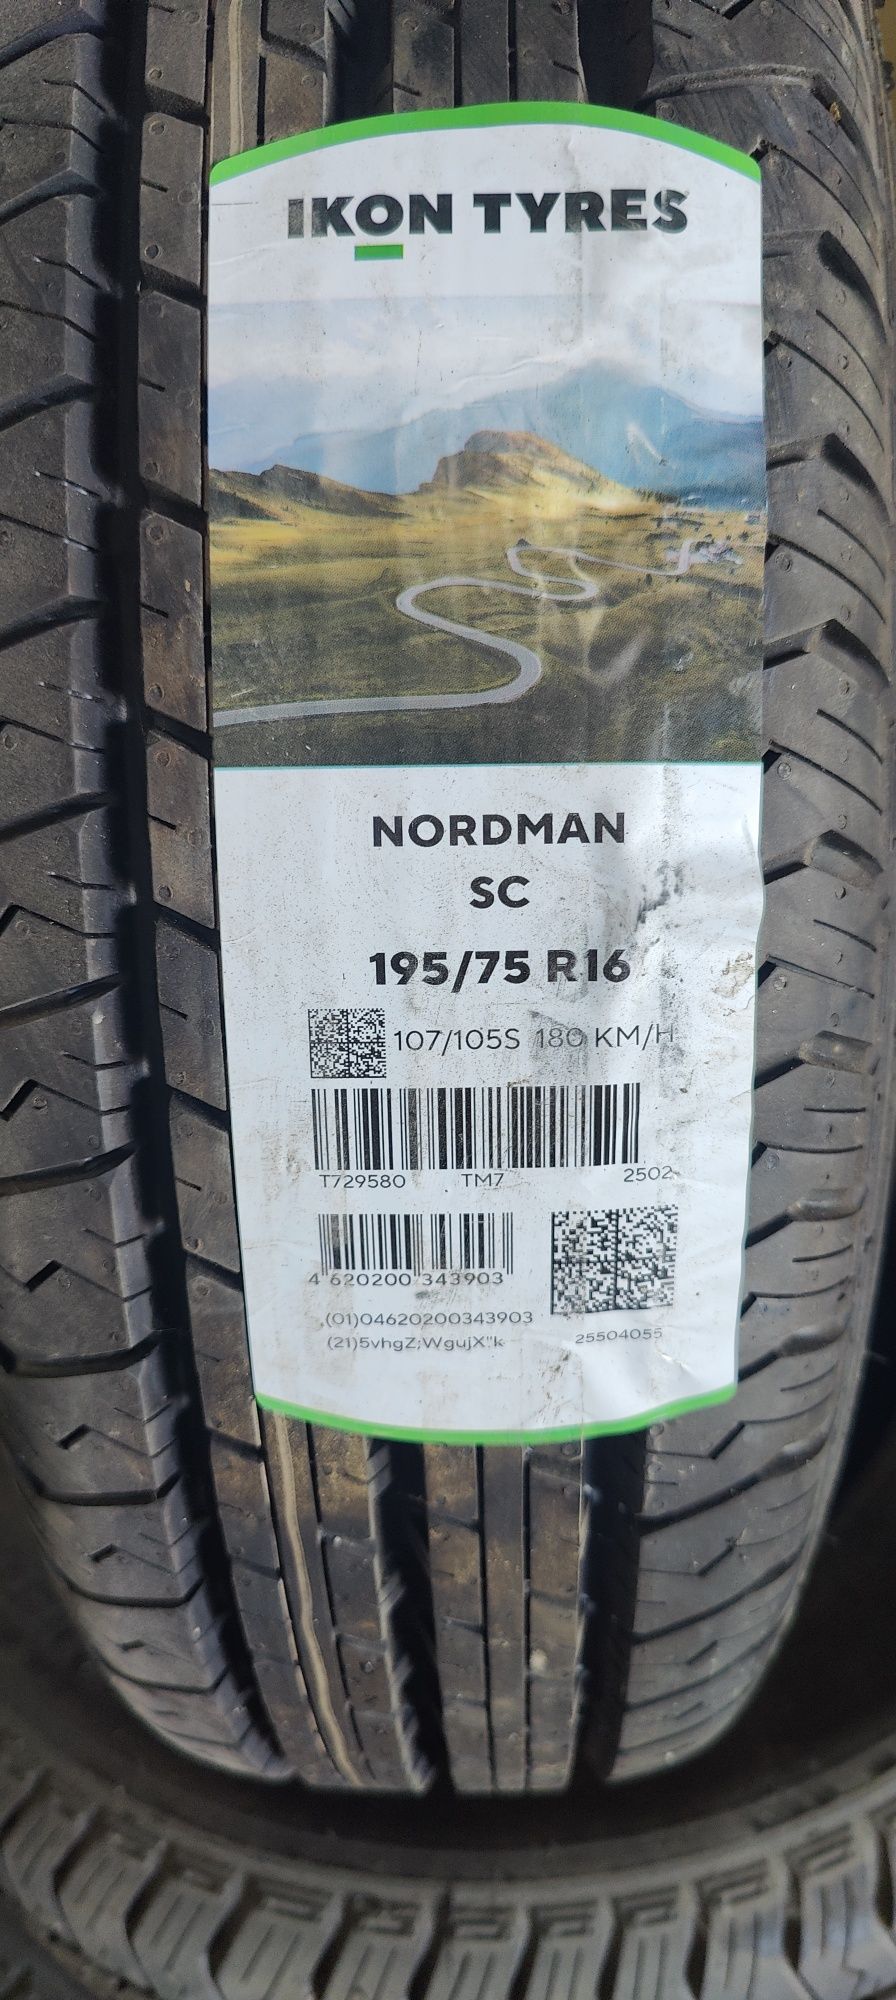 IKON TYRES
NORDMAN
SC
195/75 R16
107/105S 180 KM/H
T729580 TM7 2502
4 620200 343903
(01)04620200343903
(21)5vhgZ;WgujX"k 25504055